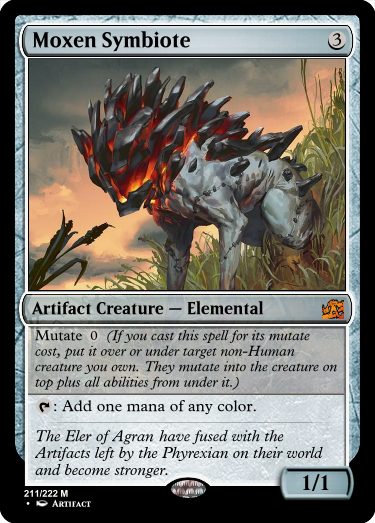 Moxen Symbiote 3
Artifact Creature — Elemental
Mutate 0 (If you cast this spell for its mutate
cost, put it over or under target non-Human
creature you own. They mutate into the creature on
top plus all abilities from under it.)
: Add one mana of any color.
The Eler of Agran have fused with the
Artifacts left by the Phyrexian on their world
and become stronger.
1/1
211/222 M
• ARTIFACT